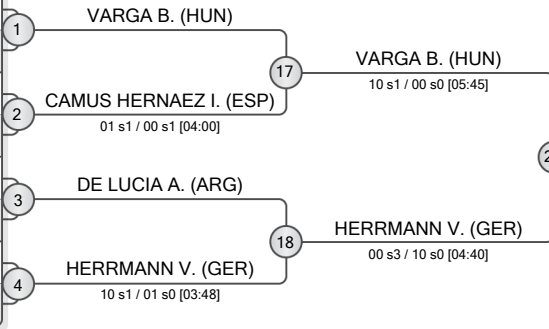 VARGA B. (HUN)
1
17
VARGA B. (HUN)
10 s1 / 00 s0 [05:45]
CAMUS HERNAEZ I. (ESP)
2
01 s1 / 00 s1 [04:00]
DE LUCIA A. (ARG)
3
18
HERRMANN V. (GER)
00 s3 / 10 s0 [04:40]
HERRMANN V. (GER)
4
10 s1 / 01 s0 [03:48]